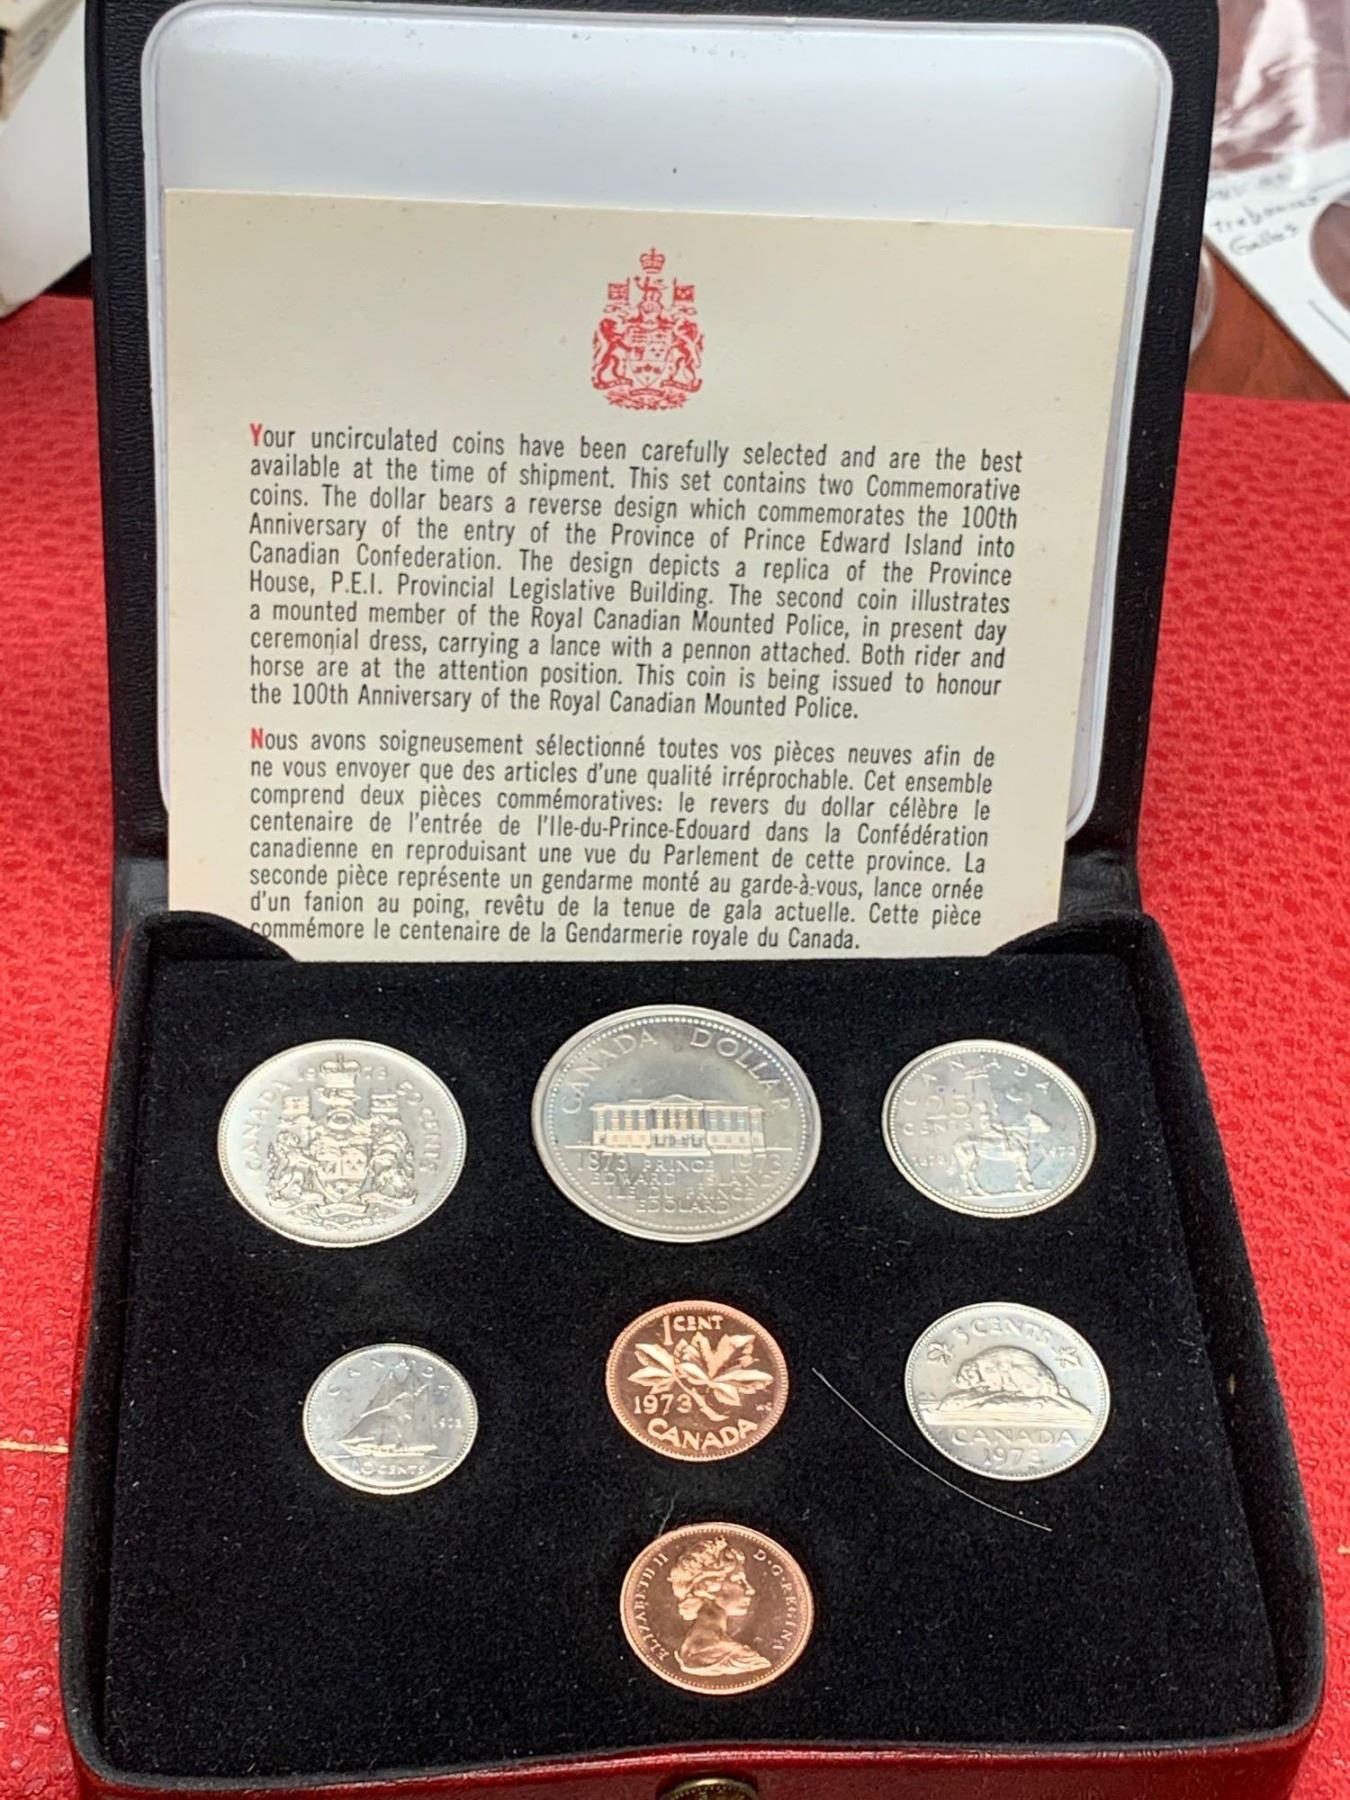 trebouces
Galles
Your uncirculated coins have been carefully selected and are the best
available at the time of shipment. This set contains two Commemorative
coins. The dollar bears a reverse design which commemorates the 100th
Anniversary of the entry of the Province of Prince Edward Island into
Canadian Confederation. The design depicts a replica of the Province
House, P.E.I. Provincial Legislative Building. The second coin illustrates
a mounted member of the Royal Canadian Mounted Police, in present day
ceremonial dress, carrying a lance with a pennon attached. Both rider and
horse are at the attention position. This coin is being issued to honour
the 100th Anniversary of the Royal Canadian Mounted Police.
Nous avons soigneusement sélectionné toutes vos pièces neuves afin de
ne vous envoyer que des articles d'une qualité irréprochable. Cet ensemble
comprend deux pièces commémoratives: le revers du dollar célèbre le
centenaire de l'entrée de l'Ile-du-Prince-Edouard dans la Confédération
canadienne en reproduisant une vue du Parlement de cette province. La
seconde pièce représente un gendarme monté au garde-à-vous, lance ornée
d'un fanion au poing, revêtu de la tenue de gala actuelle. Cette pièce
commémore le centenaire de la Gendarmerie royale du Canada.
CANADA 1973 50 CENTS
CANADA DOLLAR
1873 PRINCE 1973
EDWARD ISLAND
ILE DU PRINCE
EDOUARD
CANADA
25
CENTS
1873 1973
CANADA
1973
10 CENTS
1 CENT
1973
CANADA
5 CENTS
CANADA
1973
ELIZABETH II D·G·REGINA